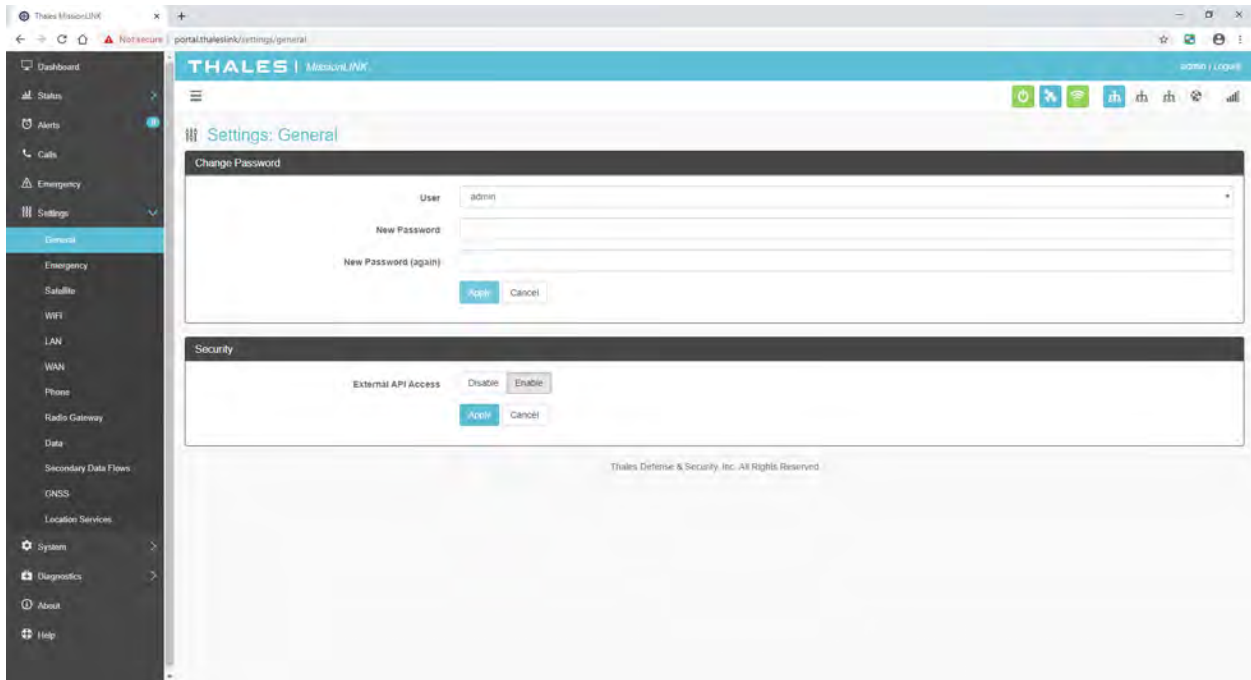 Thales MissionLINK
Not secure | portal.thaleslink/settings/general
Dashboard
THALES | MissionLINK
admin / Logout
Status
Alerts
Calls
Settings: General
Change Password
Emergency
User
admin
Settings
New Password
General
New Password (again)
Emergency
Satellite
Apply
Cancel
WiFi
LAN
Security
WAN
External API Access
Disable
Enable
Phone
Radio Gateway
Apply
Cancel
Data
Secondary Data Flows
Thales Defense & Security, Inc. All Rights Reserved.
GNSS
Location Services
System
Diagnostics
About
Help